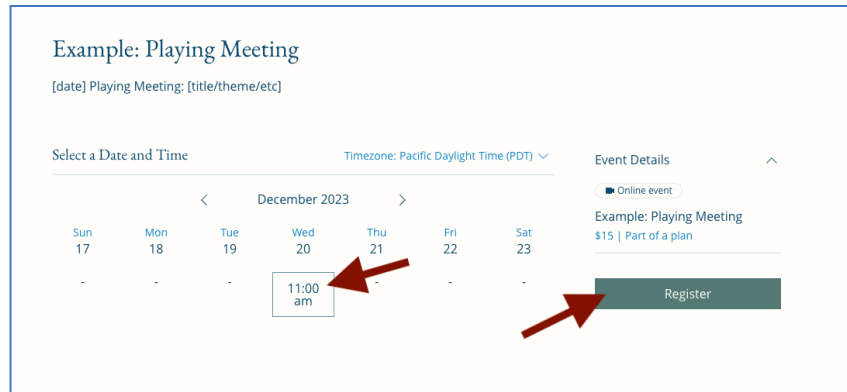 Example: Playing Meeting
[date] Playing Meeting: [title/theme/etc]
Select a Date and Time
Timezone: Pacific Daylight Time (PDT)
December 2023
Sun Mon Tue Wed Thu Fri Sat
17 18 19 20 21 22 23
- - - 11:00 - - -
am
Event Details
Online event
Example: Playing Meeting
$15 | Part of a plan
Register